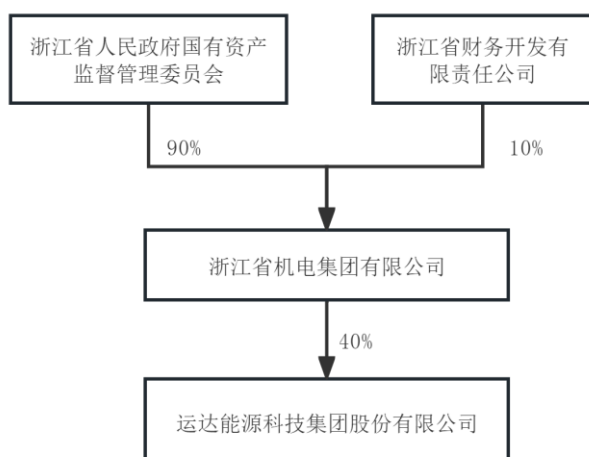 浙江省人民政府国有资产
监督管理委员会
浙江省财务开发有
限责任公司
90%
10%
浙江省机电集团有限公司
40%
运达能源科技集团股份有限公司